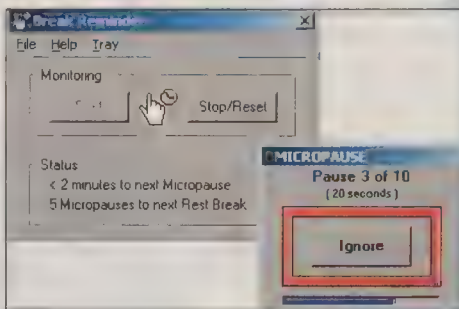 Break Reminder
File Help Tray
Monitoring
Stop/Reset
Status
< 2 minutes to next Micropause
5 Micropauses to next Rest Break
MICROPAUSE
Pause 3 of 10
( 20 seconds )
Ignore